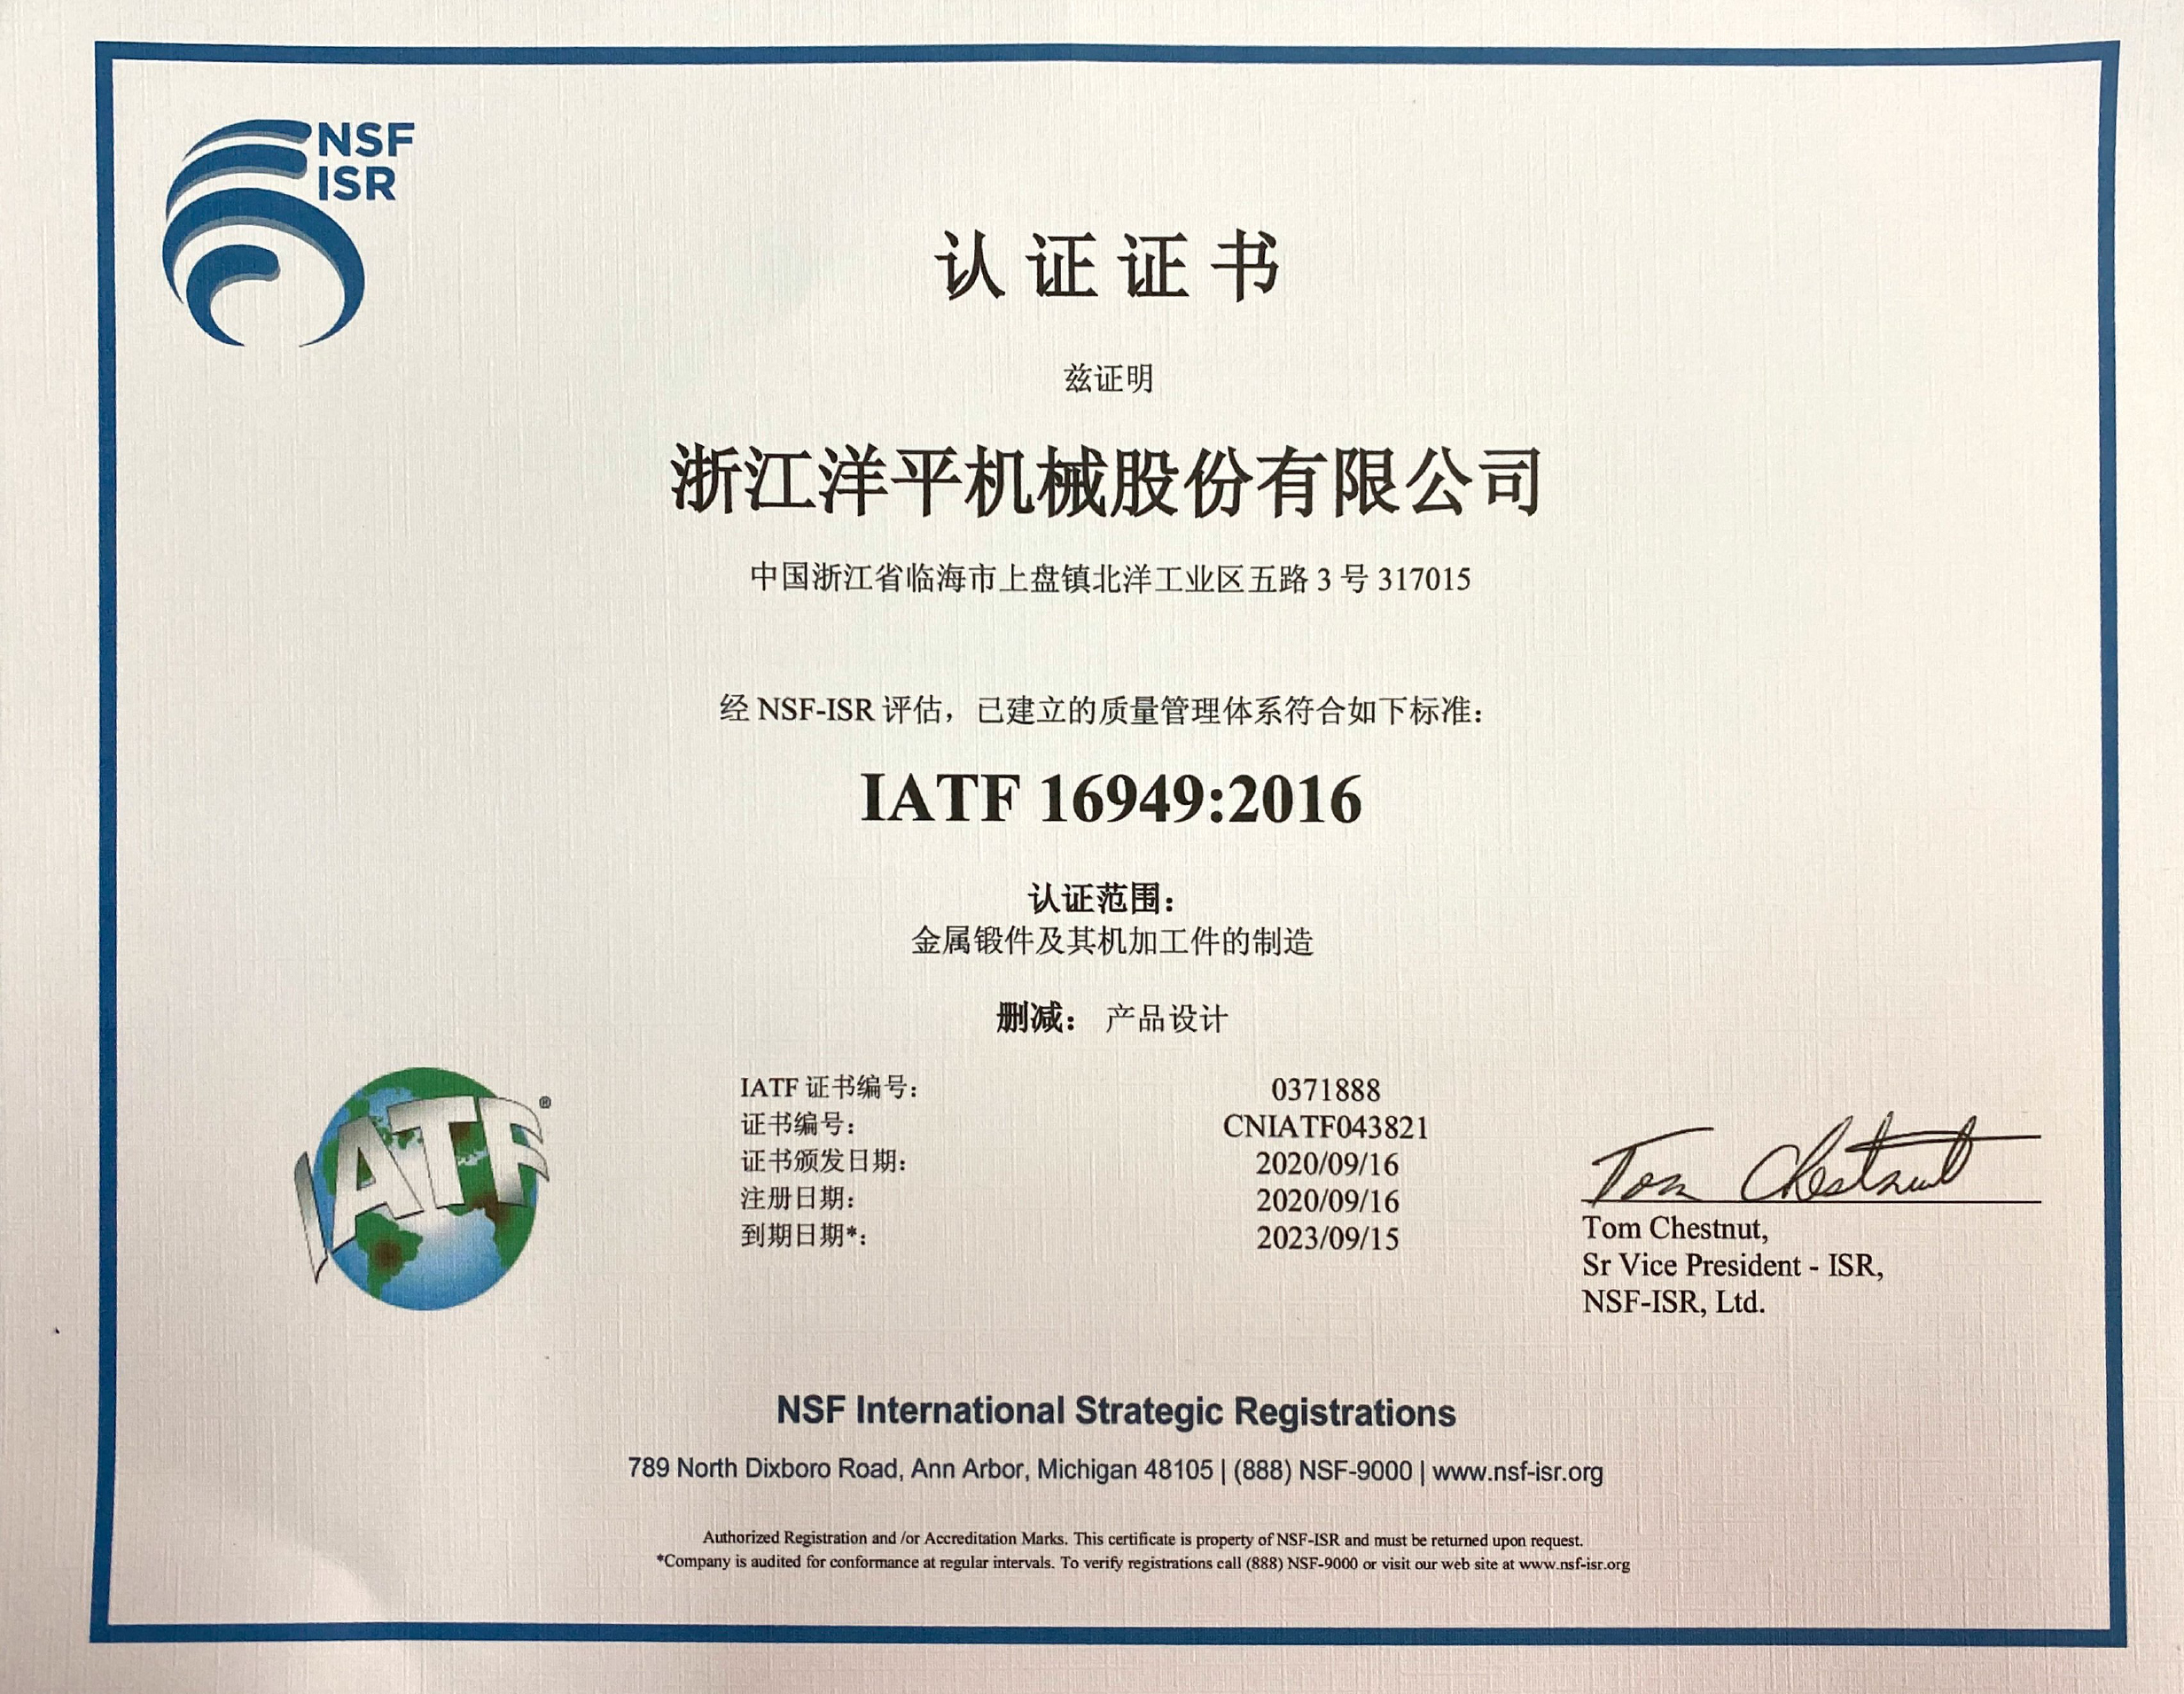 NSF
ISR
认证证书
兹证明
浙江洋平机械股份有限公司
中国浙江省临海市上盘镇北洋工业区五路 3 号 317015
经 NSF-ISR 评估，已建立的质量管理体系符合如下标准：
IATF 16949:2016
认证范围：
金属锻件及其机加工件的制造
删减： 产品设计
IATF®
IATF 证书编号： 0371888
证书编号： CNIATF043821
证书颁发日期： 2020/09/16
注册日期： 2020/09/16
到期日期*： 2023/09/15
Tom Chestnut
Tom Chestnut,
Sr Vice President - ISR,
NSF-ISR, Ltd.
NSF International Strategic Registrations
789 North Dixboro Road, Ann Arbor, Michigan 48105 | (888) NSF-9000 | www.nsf-isr.org
Authorized Registration and /or Accreditation Marks. This certificate is property of NSF-ISR and must be returned upon request.
*Company is audited for conformance at regular intervals. To verify registrations call (888) NSF-9000 or visit our web site at www.nsf-isr.org